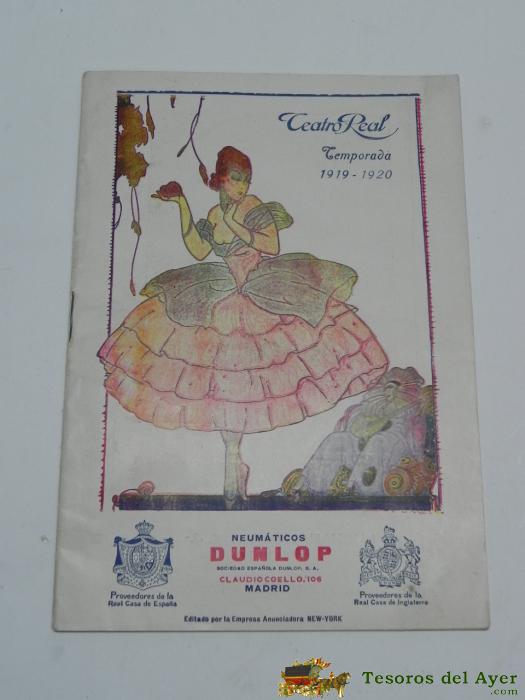 Teatro Real
Temporada
1919 - 1920
NEUMÁTICOS
DUNLOP
SOCIEDAD ESPAÑOLA DUNLOP, S. A.
CLAUDIO COELLO, 106
MADRID
Proveedores de la
Real Casa de España
Proveedores de la
Real Casa de Inglaterra
Editado por la Empresa Anunciadora NEW-YORK
Tesoros del Ayer
.com